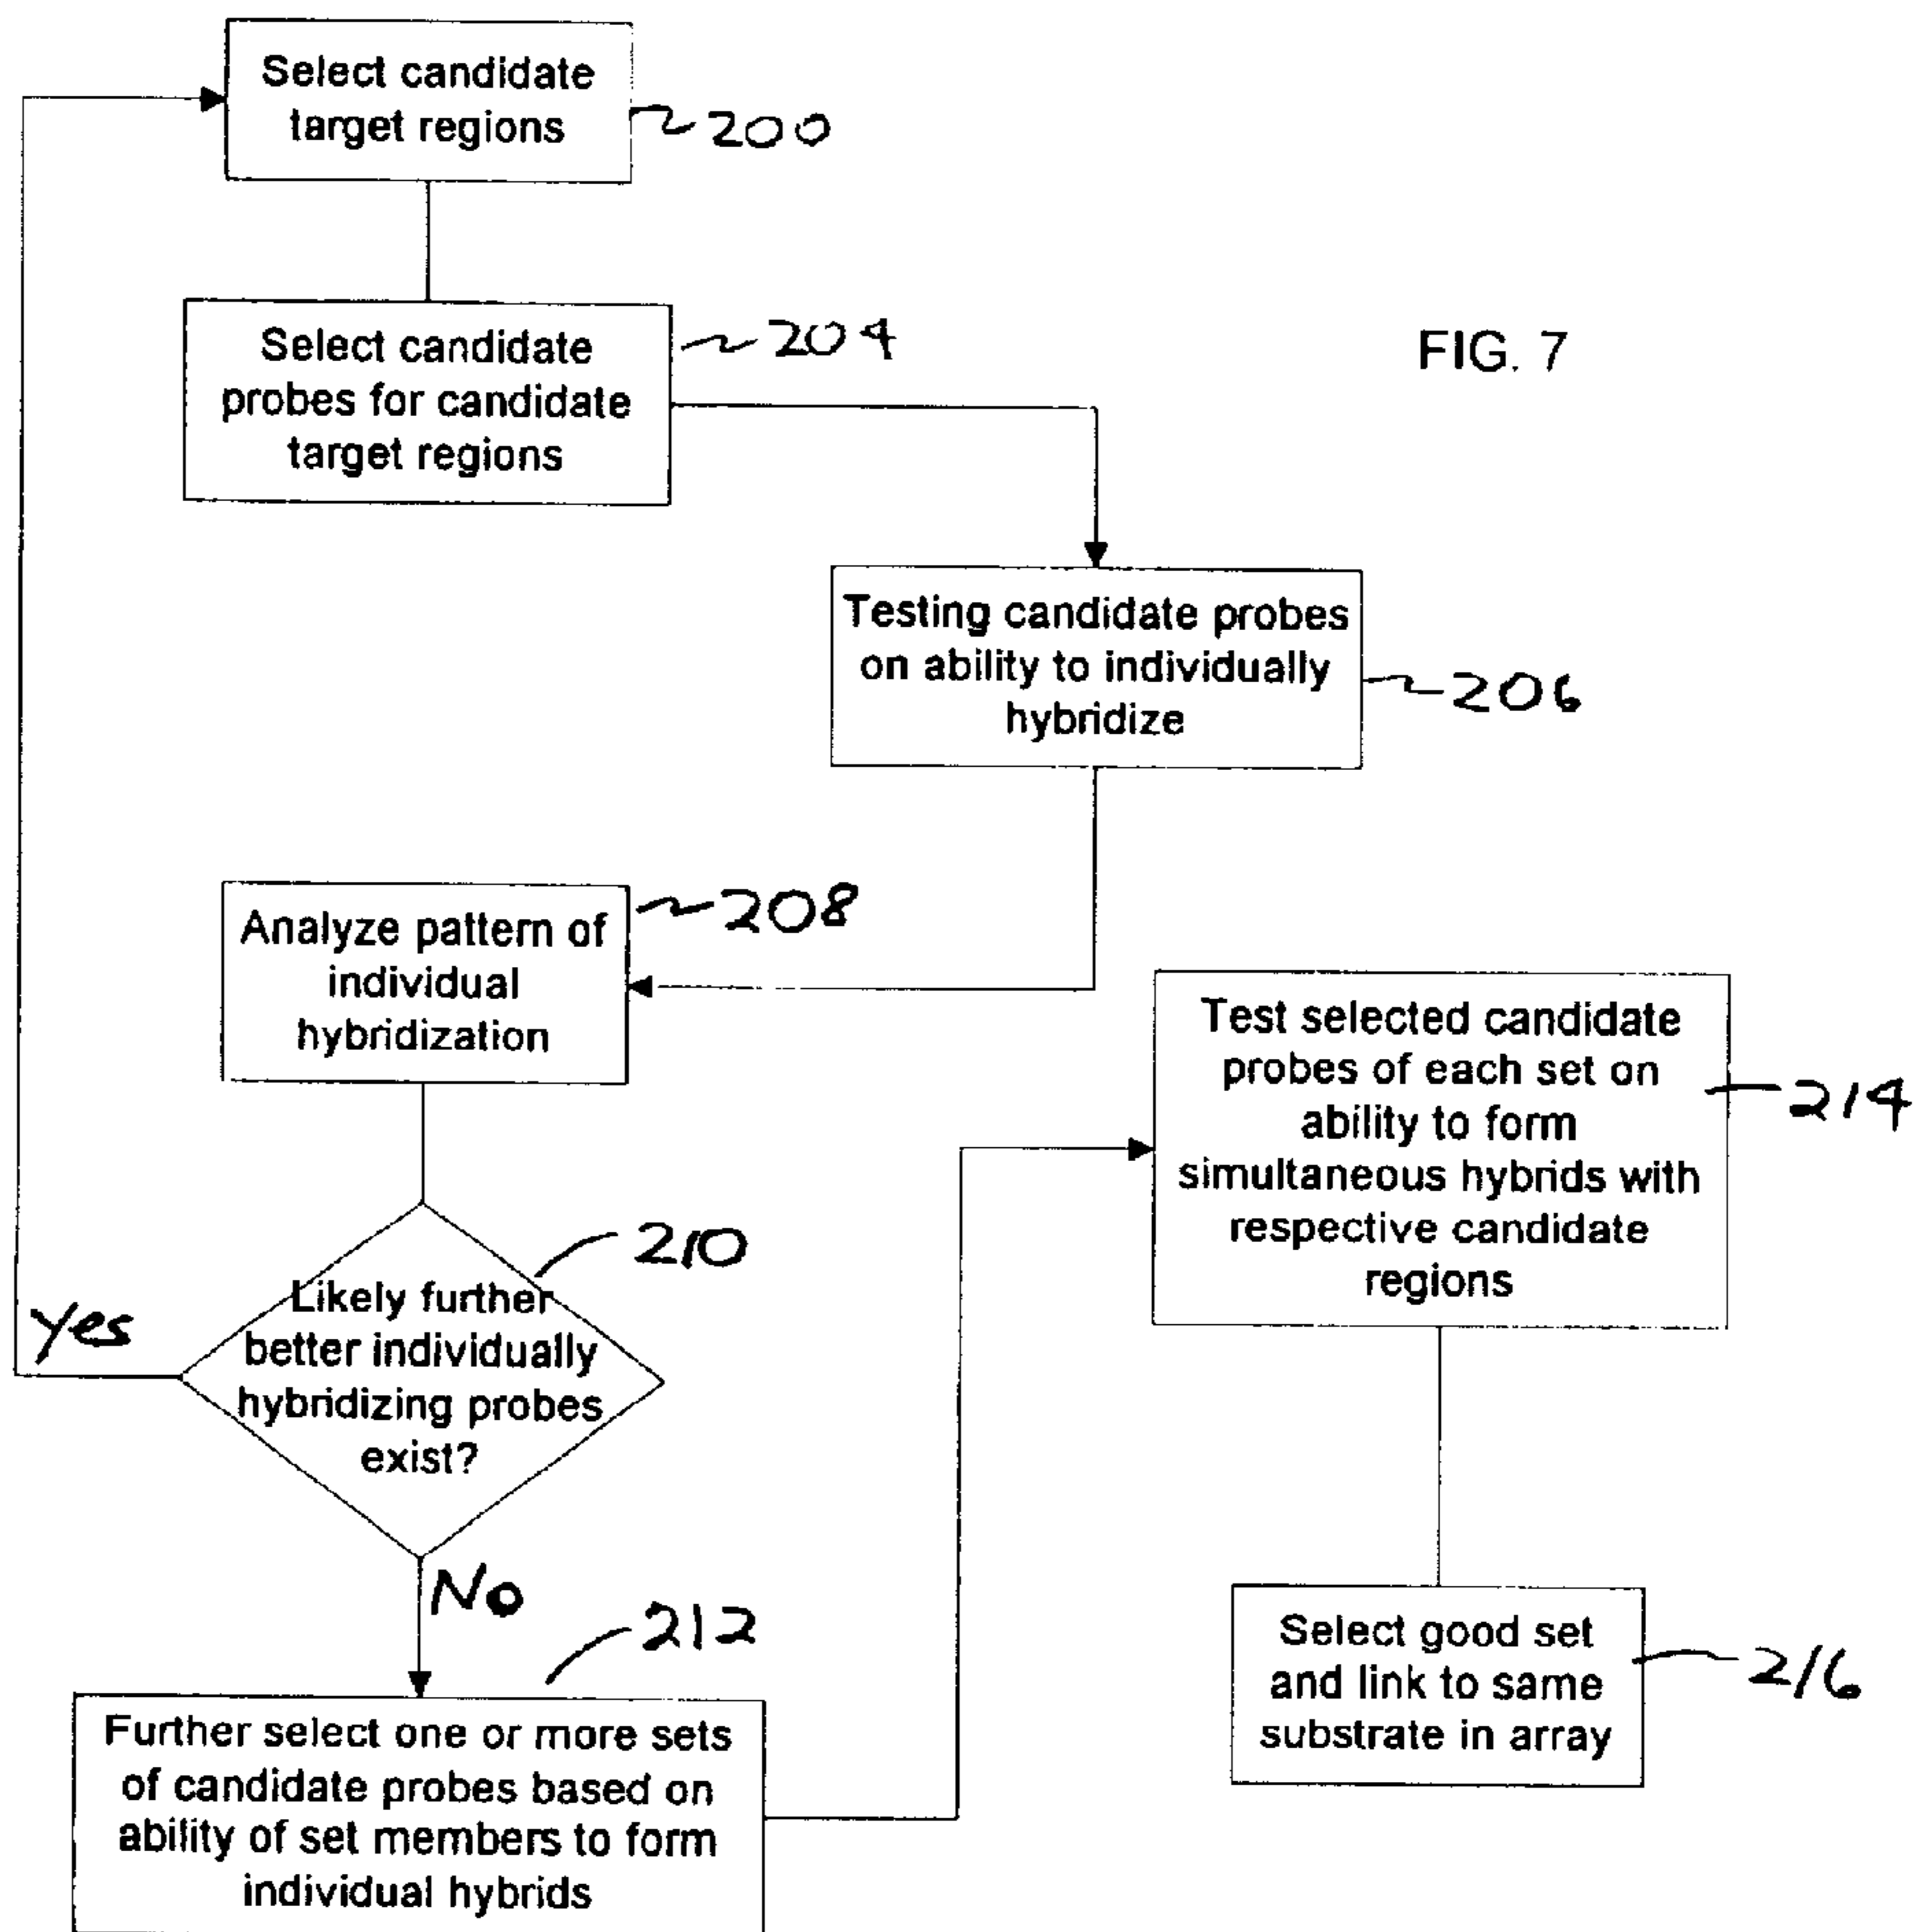 Select candidate
target regions
200
Select candidate
probes for candidate
target regions
204
FIG. 7
Testing candidate probes
on ability to individually
hybridize
206
Analyze pattern of
individual
hybridization
208
Likely further
better individually
hybridizing probes
exist?
210
Yes
No
Further select one or more sets
of candidate probes based on
ability of set members to form
individual hybrids
212
Test selected candidate
probes of each set on
ability to form
simultaneous hybrids with
respective candidate
regions
214
Select good set
and link to same
substrate in array
216